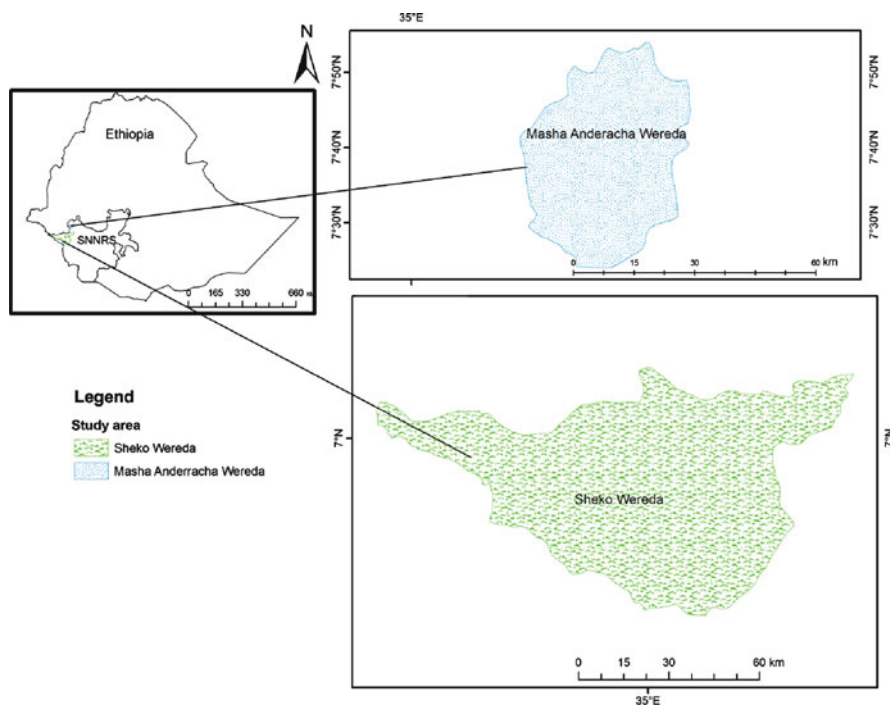 35°E
N
7°50'N
7°50'N
Ethiopia
Masha Anderacha Wereda
7°40'N
7°40'N
7°30'N
7°30'N
SNNRS
0 165 330 660
0 15 30 60 km
Legend
Study area
Sheko Wereda
Masha Anderracha Wereda
7°N
7°N
Sheko Wereda
0 15 30 60 km
35°E